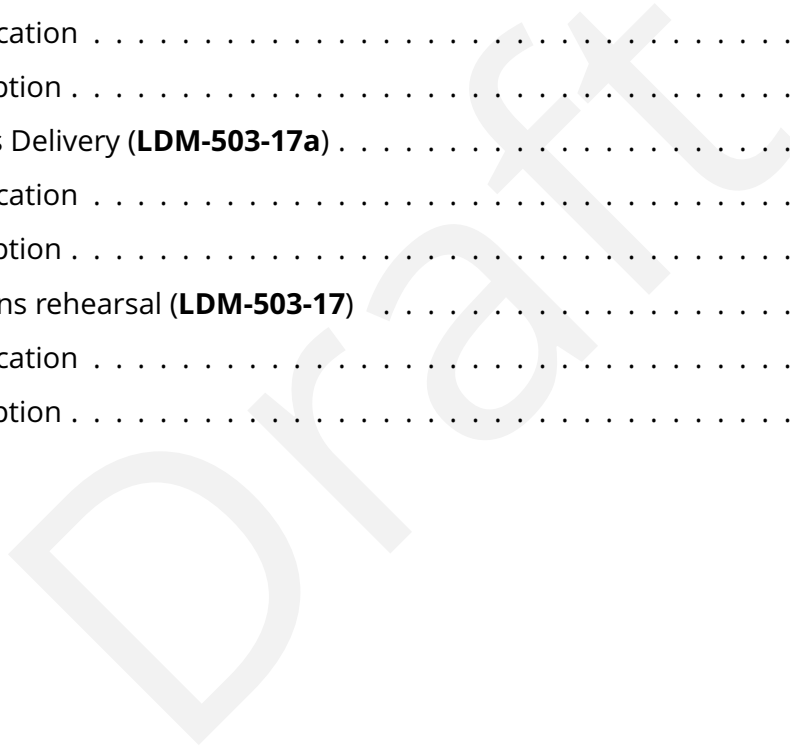 cation . . . . . . . . . . . . . . . . . . . . . . . . . . . . . . . .
ption . . . . . . . . . . . . . . . . . . . . . . . . . . . . . . . . .
s Delivery (LDM-503-17a) . . . . . . . . . . . . . . . . . . . . .
cation . . . . . . . . . . . . . . . . . . . . . . . . . . . . . . . .
ption . . . . . . . . . . . . . . . . . . . . . . . . . . . . . . . . .
ns rehearsal (LDM-503-17) . . . . . . . . . . . . . . . . . . .
cation . . . . . . . . . . . . . . . . . . . . . . . . . . . . . . . .
ption . . . . . . . . . . . . . . . . . . . . . . . . . . . . . . . . .
Draft